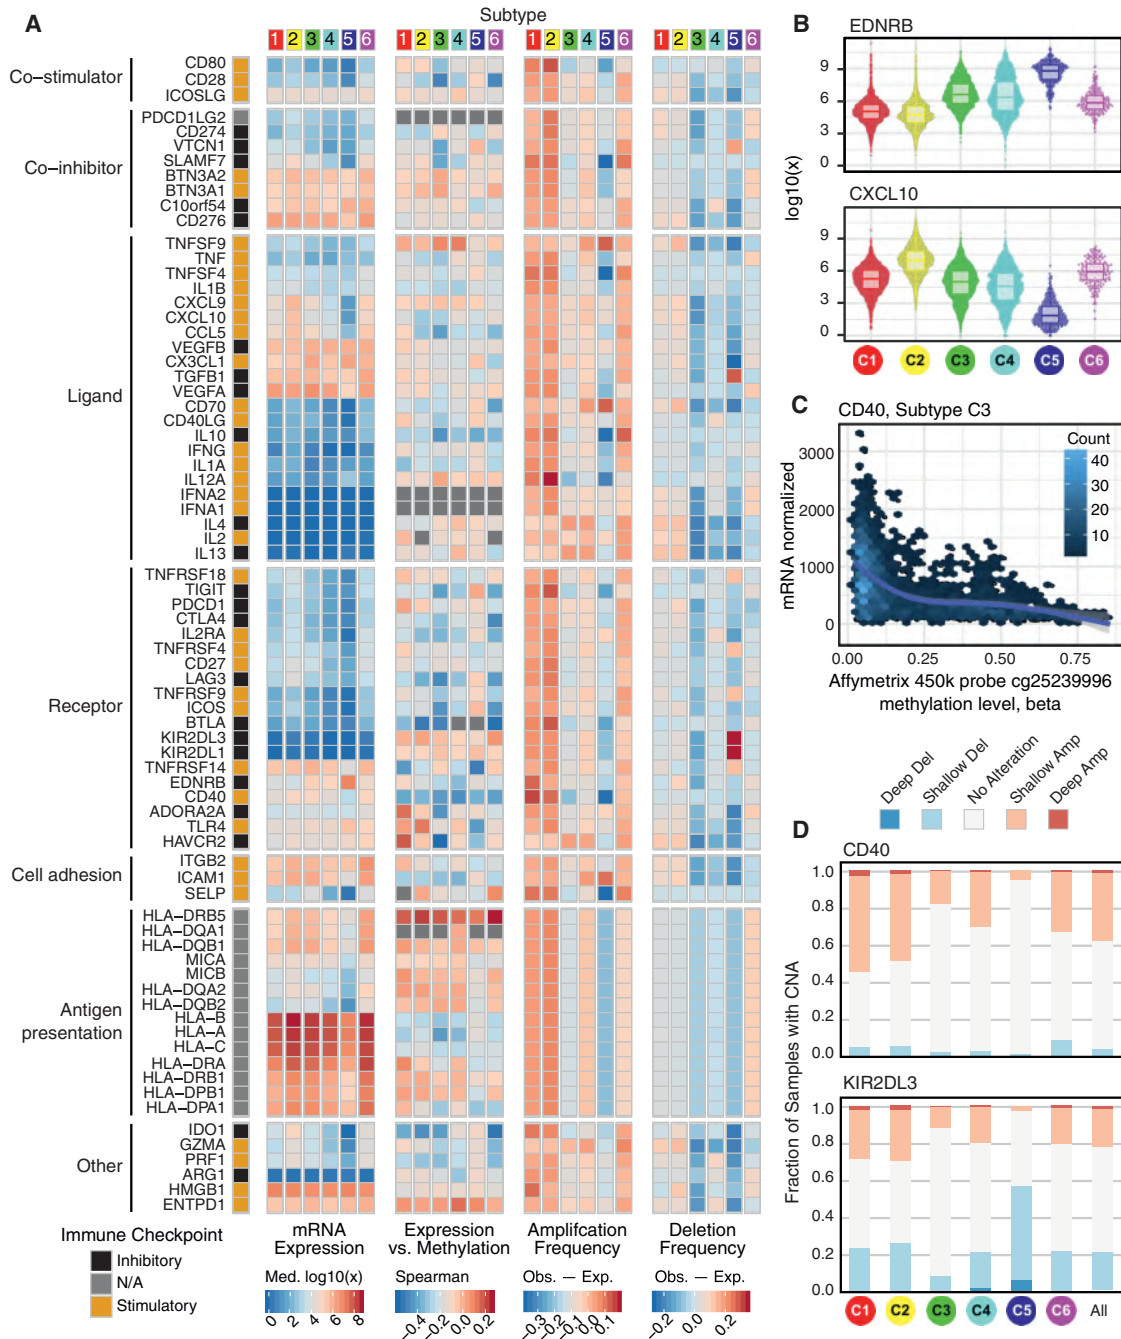 A
Subtype
1 2 3 4 5 6
1 2 3 4 5 6
1 2 3 4 5 6
1 2 3 4 5 6
Co–stimulator
CD80
CD28
ICOSLG
Co–inhibitor
PDCD1LG2
CD274
VTCN1
SLAMF7
BTN3A2
BTN3A1
C10orf54
CD276
Ligand
TNFSF9
TNF
TNFSF4
IL1B
CXCL9
CXCL10
CCL5
VEGFB
CX3CL1
TGFB1
VEGFA
CD70
CD40LG
IL10
IFNG
IL1A
IL12A
IFNA2
IFNA1
IL4
IL2
IL13
Receptor
TNFRSF18
TIGIT
PDCD1
CTLA4
IL2RA
TNFRSF4
CD27
LAG3
TNFRSF9
ICOS
BTLA
KIR2DL3
KIR2DL1
TNFRSF14
EDNRB
CD40
ADORA2A
TLR4
HAVCR2
Cell adhesion
ITGB2
ICAM1
SELP
Antigen
presentation
HLA–DRB5
HLA–DQA1
HLA–DQB1
MICA
MICB
HLA–DQA2
HLA–DQB2
HLA–B
HLA–A
HLA–C
HLA–DRA
HLA–DRB1
HLA–DPB1
HLA–DPA1
Other
IDO1
GZMA
PRF1
ARG1
HMGB1
ENTPD1
Immune Checkpoint
Inhibitory
N/A
Stimulatory
mRNA
Expression
Med. log10(x)
0 2 4 6 8
Expression
vs. Methylation
Spearman
−0.4 −0.2 0.0 0.2
Amplifcation
Frequency
Obs. — Exp.
−0.3 −0.2 −0.1 0.0 0.1
Deletion
Frequency
Obs. — Exp.
−0.2 0.0 0.2
B
EDNRB
9
6
3
0
log10(x)
CXCL10
9
6
3
0
C1 C2 C3 C4 C5 C6
C
CD40, Subtype C3
mRNA normalized
3000
2000
1000
0
Count
40
30
20
10
0.00 0.25 0.50 0.75
Affymetrix 450k probe cg25239996
methylation level, beta
Deep Del
Shallow Del
No Alteration
Shallow Amp
Deep Amp
D
CD40
1.0
0.8
0.6
0.4
0.2
0.0
Fraction of Samples with CNA
KIR2DL3
1.0
0.8
0.6
0.4
0.2
0.0
C1 C2 C3 C4 C5 C6 All